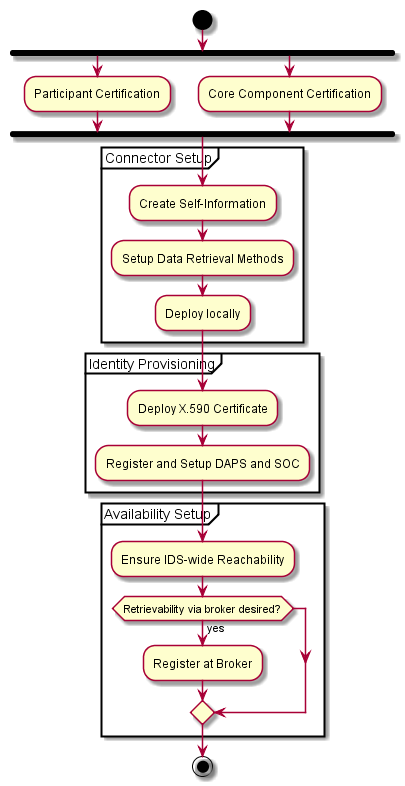 Participant Certification
Core Component Certification
Connector Setup
Create Self-Information
Setup Data Retrieval Methods
Deploy locally
Identity Provisioning
Deploy X.590 Certificate
Register and Setup DAPS and SOC
Availability Setup
Ensure IDS-wide Reachability
Retrievability via broker desired?
yes
Register at Broker